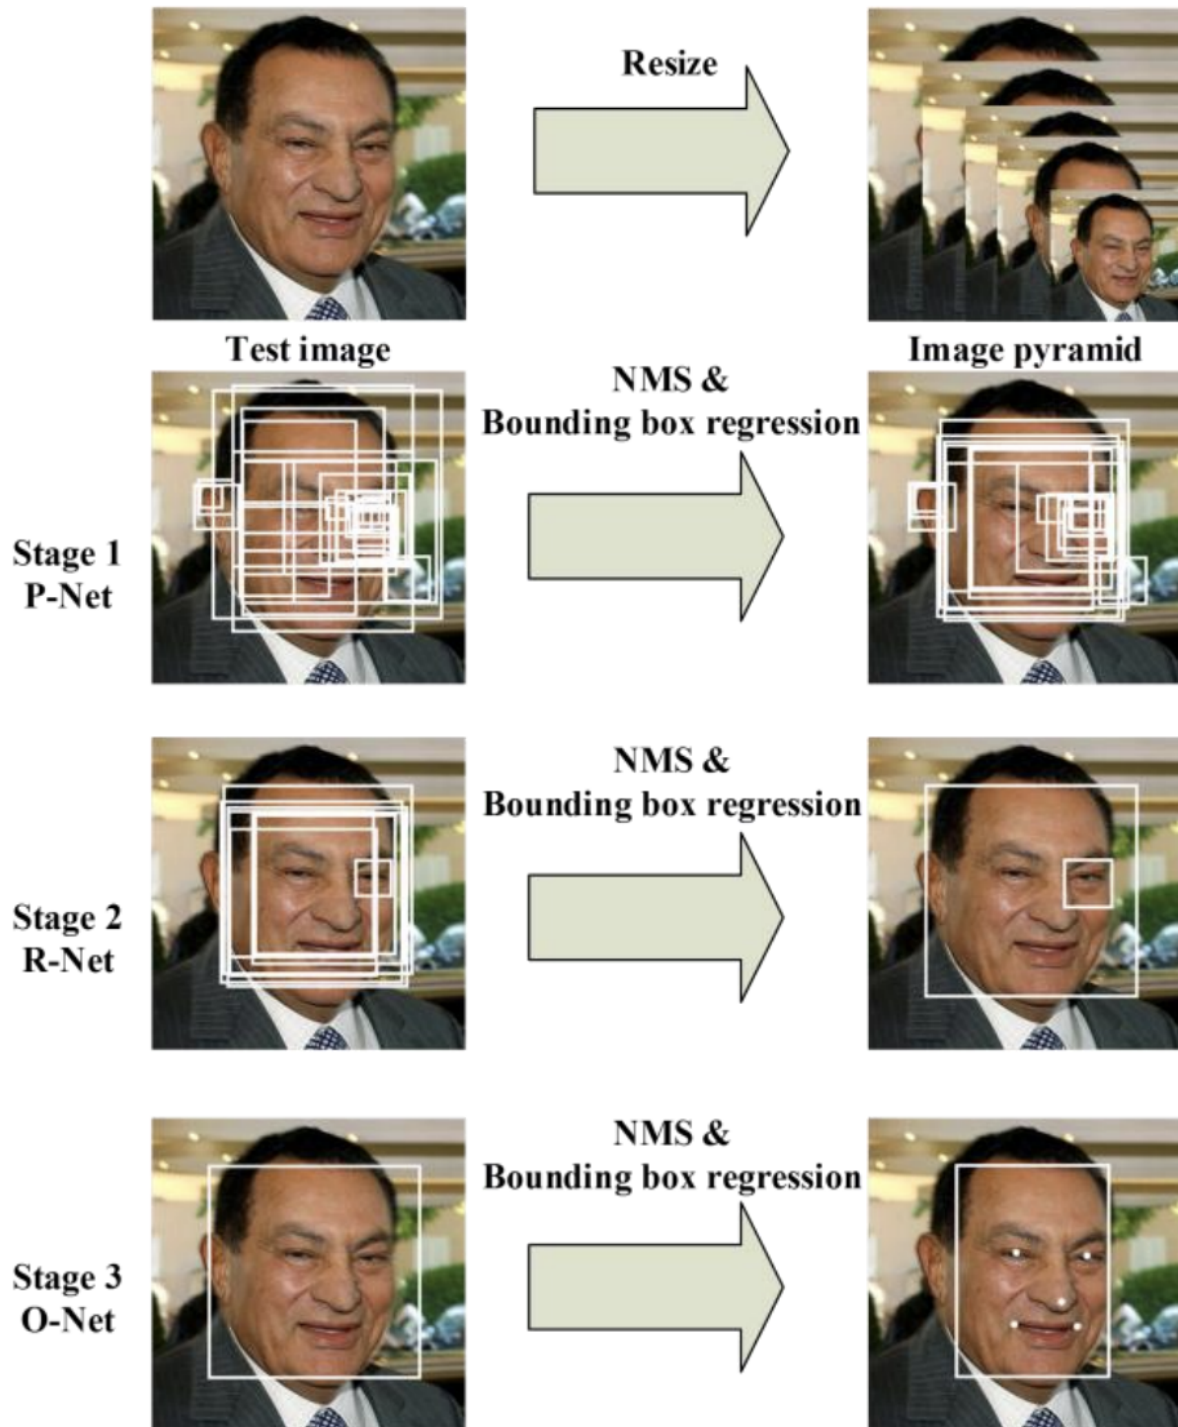 Resize
Test image
Image pyramid
NMS &
Bounding box regression
Stage 1
P-Net
NMS &
Bounding box regression
Stage 2
R-Net
NMS &
Bounding box regression
Stage 3
O-Net